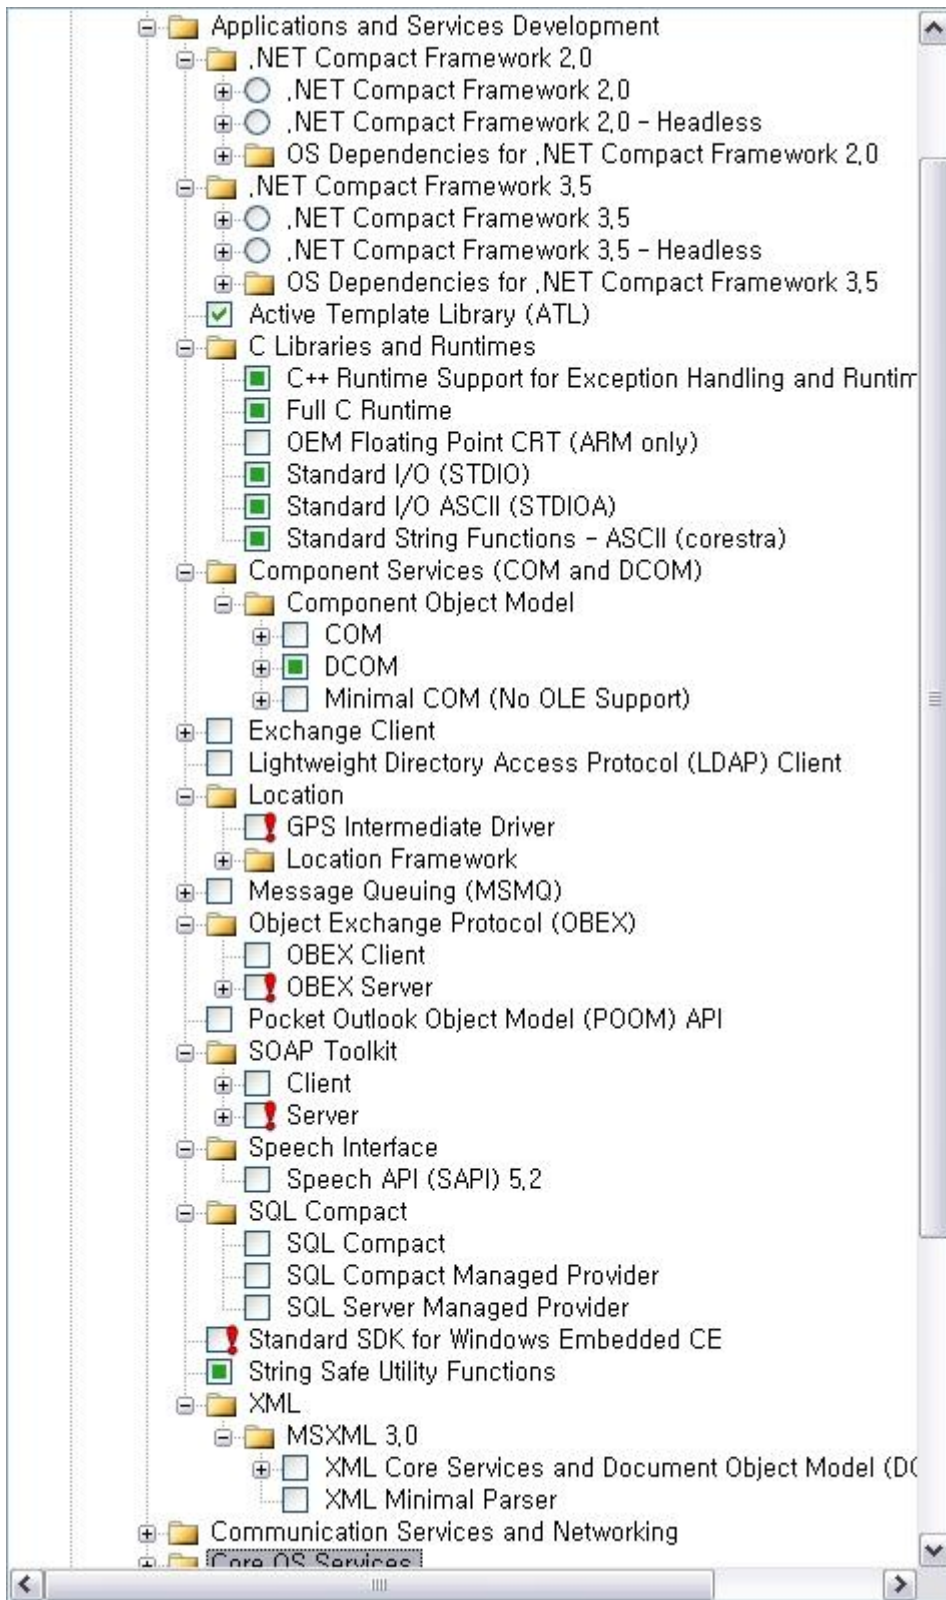 Applications and Services Development
,NET Compact Framework 2,0
,NET Compact Framework 2,0
,NET Compact Framework 2,0 - Headless
OS Dependencies for ,NET Compact Framework 2,0
,NET Compact Framework 3,5
,NET Compact Framework 3,5
,NET Compact Framework 3,5 - Headless
OS Dependencies for ,NET Compact Framework 3,5
Active Template Library (ATL)
C Libraries and Runtimes
C++ Runtime Support for Exception Handling and Runtim
Full C Runtime
OEM Floating Point CRT (ARM only)
Standard I/O (STDIO)
Standard I/O ASCII (STDIOA)
Standard String Functions - ASCII (corestra)
Component Services (COM and DCOM)
Component Object Model
COM
DCOM
Minimal COM (No OLE Support)
Exchange Client
Lightweight Directory Access Protocol (LDAP) Client
Location
GPS Intermediate Driver
Location Framework
Message Queuing (MSMQ)
Object Exchange Protocol (OBEX)
OBEX Client
OBEX Server
Pocket Outlook Object Model (POOM) API
SOAP Toolkit
Client
Server
Speech Interface
Speech API (SAPI) 5,2
SQL Compact
SQL Compact
SQL Compact Managed Provider
SQL Server Managed Provider
Standard SDK for Windows Embedded CE
String Safe Utility Functions
XML
MSXML 3,0
XML Core Services and Document Object Model (DO
XML Minimal Parser
Communication Services and Networking
Core OS Services